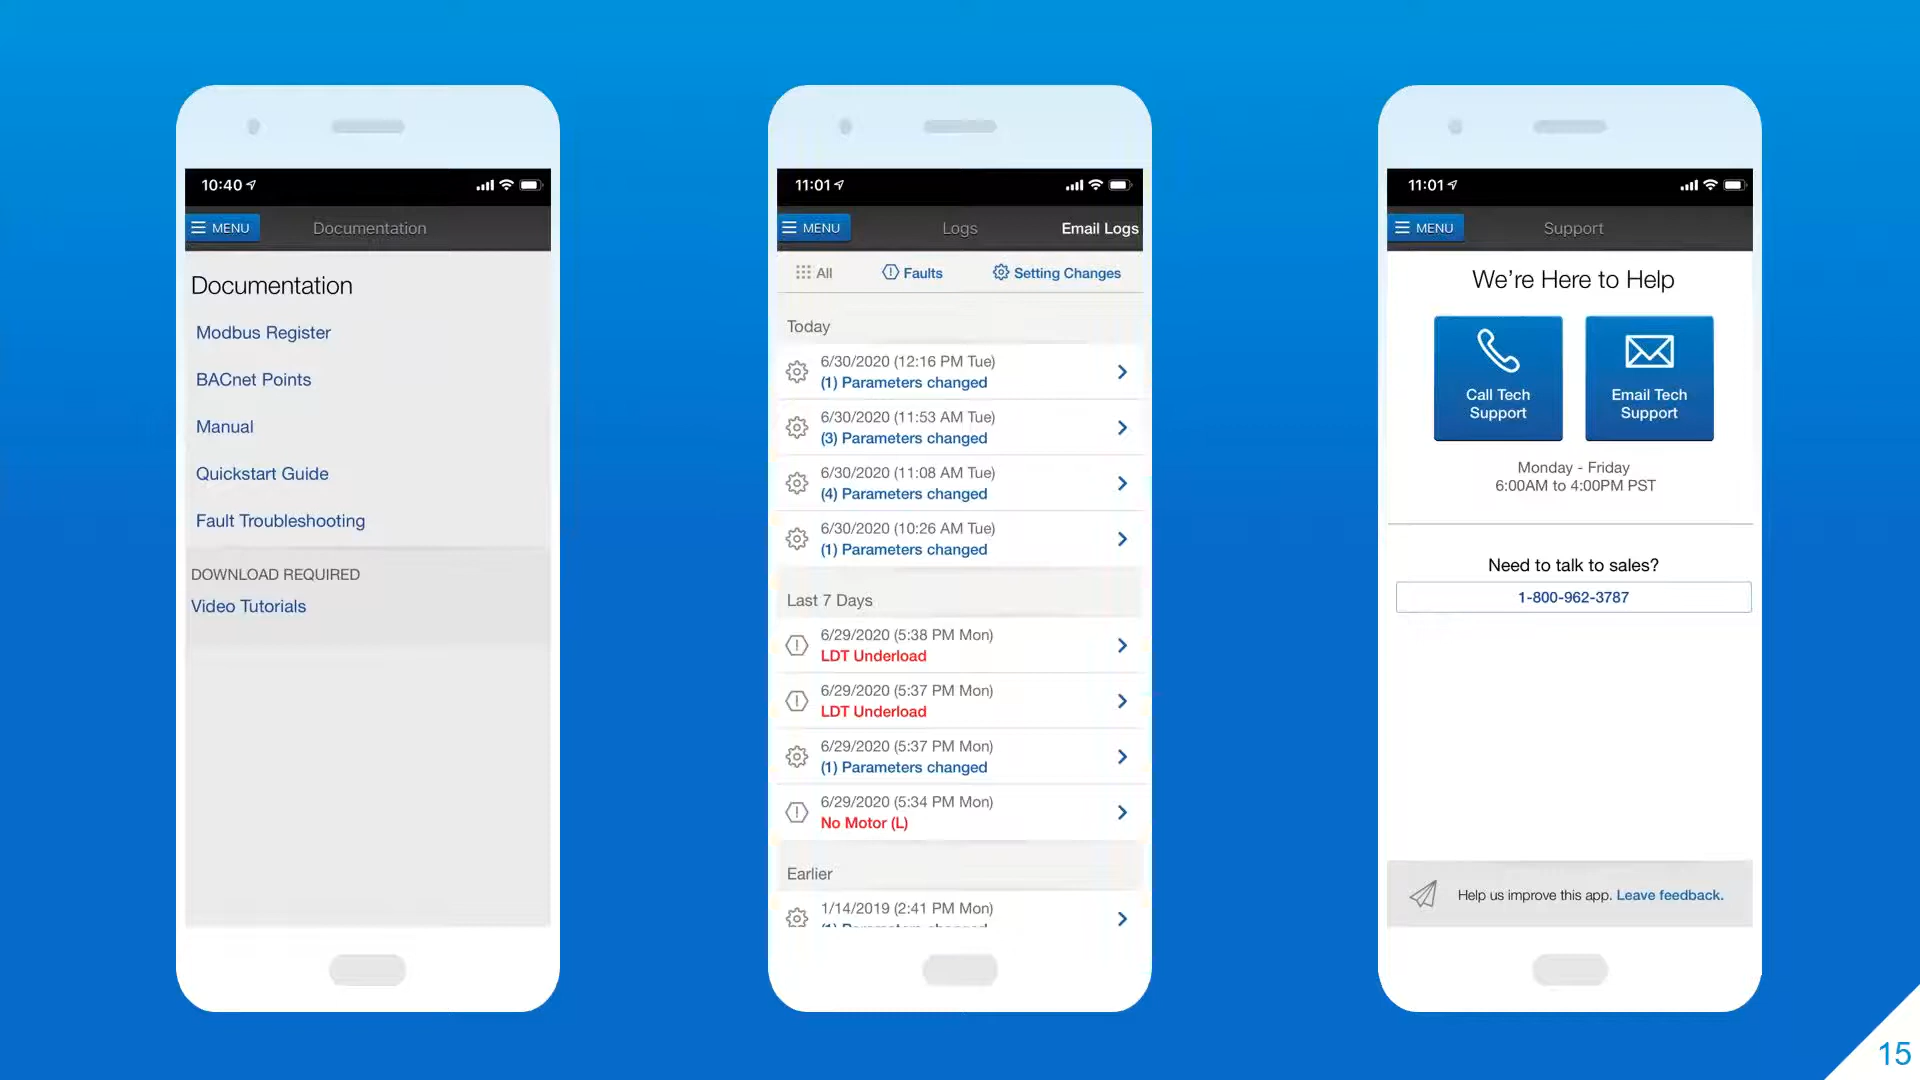 10:40
MENU
Documentation
Documentation
Modbus Register
BACnet Points
Manual
Quickstart Guide
Fault Troubleshooting
DOWNLOAD REQUIRED
Video Tutorials
11:01
MENU
Logs
Email Logs
All
Faults
Setting Changes
Today
6/30/2020 (12:16 PM Tue)
(1) Parameters changed
6/30/2020 (11:53 AM Tue)
(3) Parameters changed
6/30/2020 (11:08 AM Tue)
(4) Parameters changed
6/30/2020 (10:26 AM Tue)
(1) Parameters changed
Last 7 Days
6/29/2020 (5:38 PM Mon)
LDT Underload
6/29/2020 (5:37 PM Mon)
LDT Underload
6/29/2020 (5:37 PM Mon)
(1) Parameters changed
6/29/2020 (5:34 PM Mon)
No Motor (L)
Earlier
1/14/2019 (2:41 PM Mon)
11:01
MENU
Support
We’re Here to Help
Call Tech
Support
Email Tech
Support
Monday - Friday
6:00AM to 4:00PM PST
Need to talk to sales?
1-800-962-3787
Help us improve this app. Leave feedback.
15